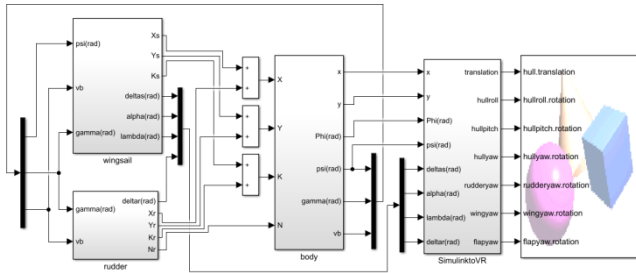 psi(rad)
vb
gamma(rad)
Xs
Ys
Ks
deltas(rad)
alpha(rad)
lambda(rad)
wingsail
gamma(rad)
vb
deltar(rad)
Xr
Yr
Kr
Nr
rudder
+
+
+
+
+
+
X
Y
K
N
x
y
Phi(rad)
psi(rad)
gamma(rad)
vb
body
x
y
Phi(rad)
psi(rad)
deltas(rad)
alpha(rad)
lambda(rad)
deltar(rad)
translation
hullroll
hullpitch
hullyaw
rudderyaw
wingyaw
flapyaw
SimulinktoVR
hull.translation
hullroll.rotation
hullpitch.rotation
hullyaw.rotation
rudderyaw.rotation
wingyaw.rotation
flapyaw.rotation